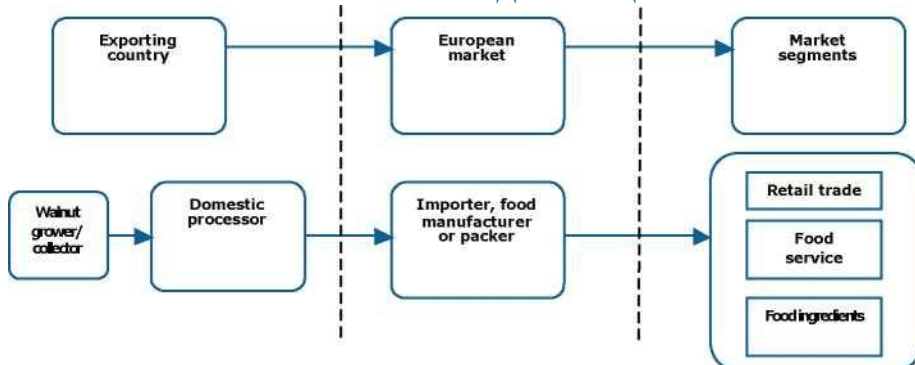 Exporting
country
European
market
Market
segments
Walnut
grower/
collector
Domestic
processor
Importer, food
manufacturer
or packer
Retail trade
Food
service
Food ingredients